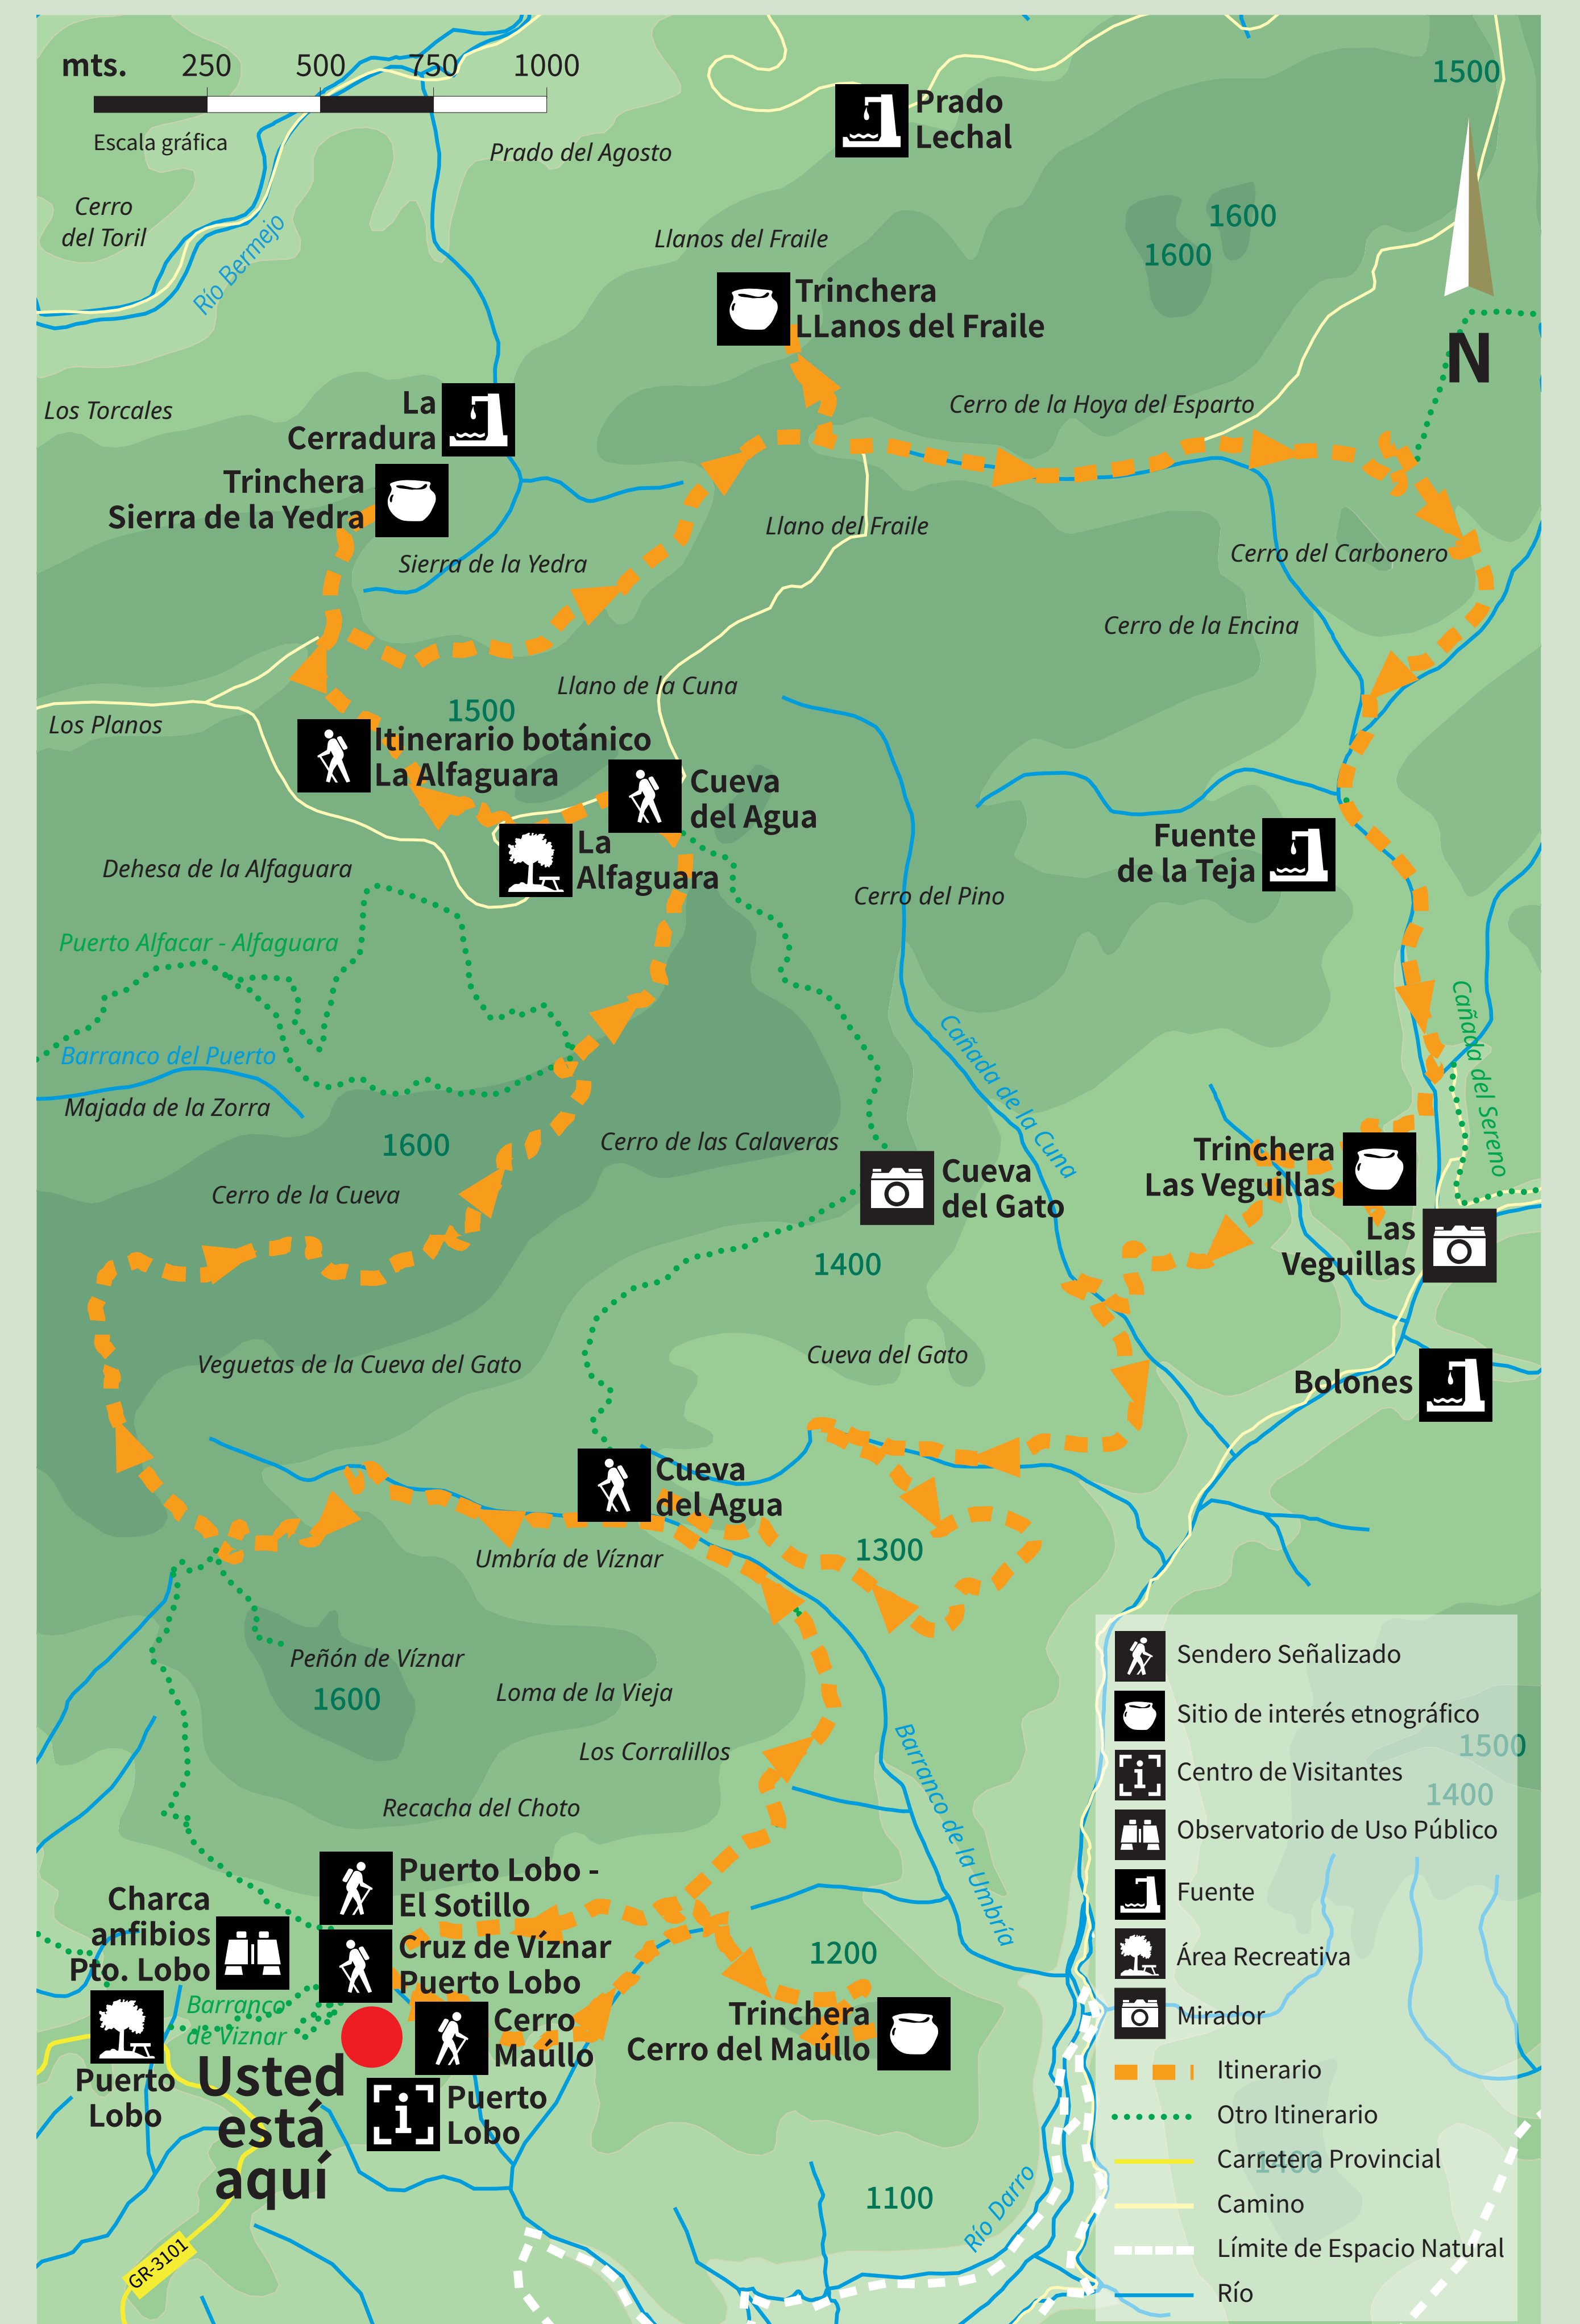 mts. 250 500 750 1000
Escala gráfica
1500
Prado
Lechal
Prado del Agosto
Cerro
del Toril
Río Bermejo
1600
1600
Llanos del Fraile
Trinchera
LLanos del Fraile
N
Los Torcales
La
Cerradura
Cerro de la Hoya del Esparto
Trinchera
Sierra de la Yedra
Llano del Fraile
Sierra de la Yedra
Cerro del Carbonero
Cerro de la Encina
Llano de la Cuna
1500
Los Planos
Itinerario botánico
La Alfaguara
Cueva
del Agua
La
Alfaguara
Fuente
de la Teja
Dehesa de la Alfaguara
Cerro del Pino
Puerto Alfacar - Alfaguara
Cañada del Sereno
Cañada de la Cuna
Barranco del Puerto
Majada de la Zorra
1600
Cerro de las Calaveras
Cerro de la Cueva
Cueva
del Gato
Trinchera
Las Veguillas
Las
Veguillas
1400
Veguetas de la Cueva del Gato
Cueva del Gato
Bolones
Cueva
del Agua
Umbría de Víznar
1300
Peñón de Víznar
1600
Loma de la Vieja
Los Corralillos
Barranco de la Umbría
Recacha del Choto
Puerto Lobo -
El Sotillo
Charca
anfibios
Pto. Lobo
Cruz de Víznar
Puerto Lobo
1200
Barranco
de Viznar
Cerro
Maúllo
Trinchera
Cerro del Maúllo
Puerto
Lobo
Usted
está
aquí
Puerto
Lobo
1100
Río Darro
GR-3101
Sendero Señalizado
Sitio de interés etnográfico
1500
Centro de Visitantes
1400
Observatorio de Uso Público
Fuente
Área Recreativa
Mirador
Itinerario
Otro Itinerario
Carretera Provincial
1400
Camino
Límite de Espacio Natural
Río